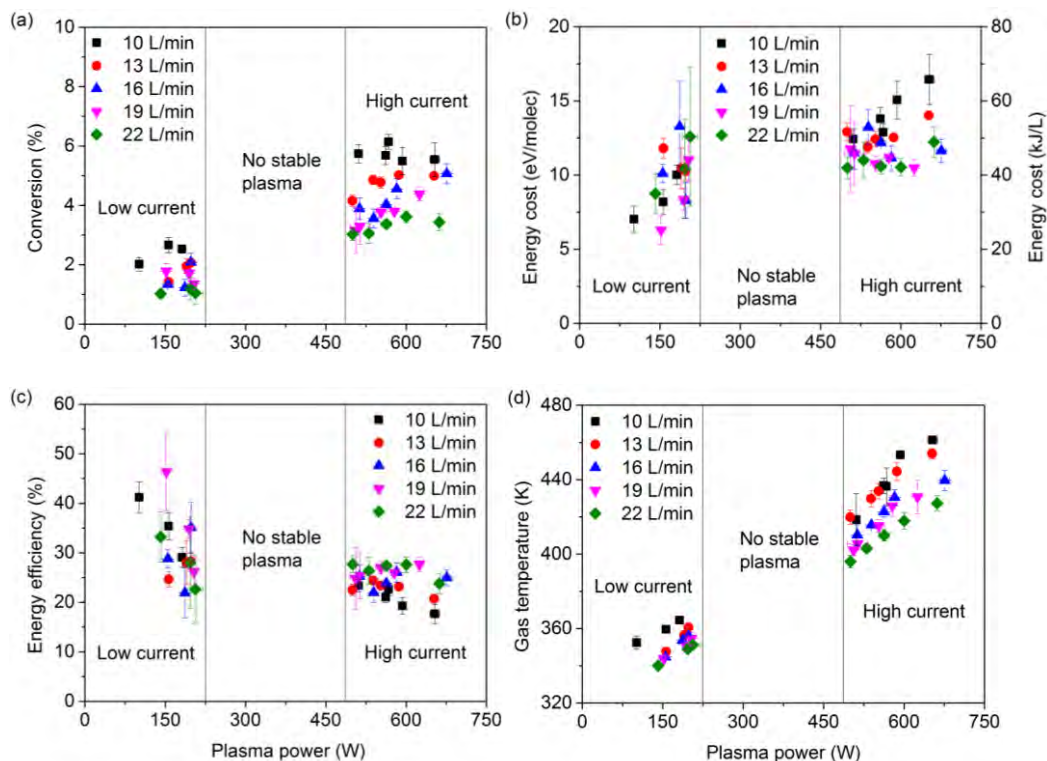 (a)
10
8
6
4
2
0
Conversion (%)
10 L/min
13 L/min
16 L/min
19 L/min
22 L/min
Low current
No stable
plasma
High current
0 150 300 450 600 750
(b)
20
15
10
5
0
Energy cost (eV/molec)
10 L/min
13 L/min
16 L/min
19 L/min
22 L/min
Low current
No stable
plasma
High current
80
60
40
20
0
Energy cost (kJ/L)
0 150 300 450 600 750
(c)
60
50
40
30
20
10
0
Energy efficiency (%)
10 L/min
13 L/min
16 L/min
19 L/min
22 L/min
No stable
plasma
Low current
High current
0 150 300 450 600 750
Plasma power (W)
(d)
480
440
400
360
320
Gas temperature (K)
10 L/min
13 L/min
16 L/min
19 L/min
22 L/min
No stable
plasma
Low current
High current
0 150 300 450 600 750
Plasma power (W)